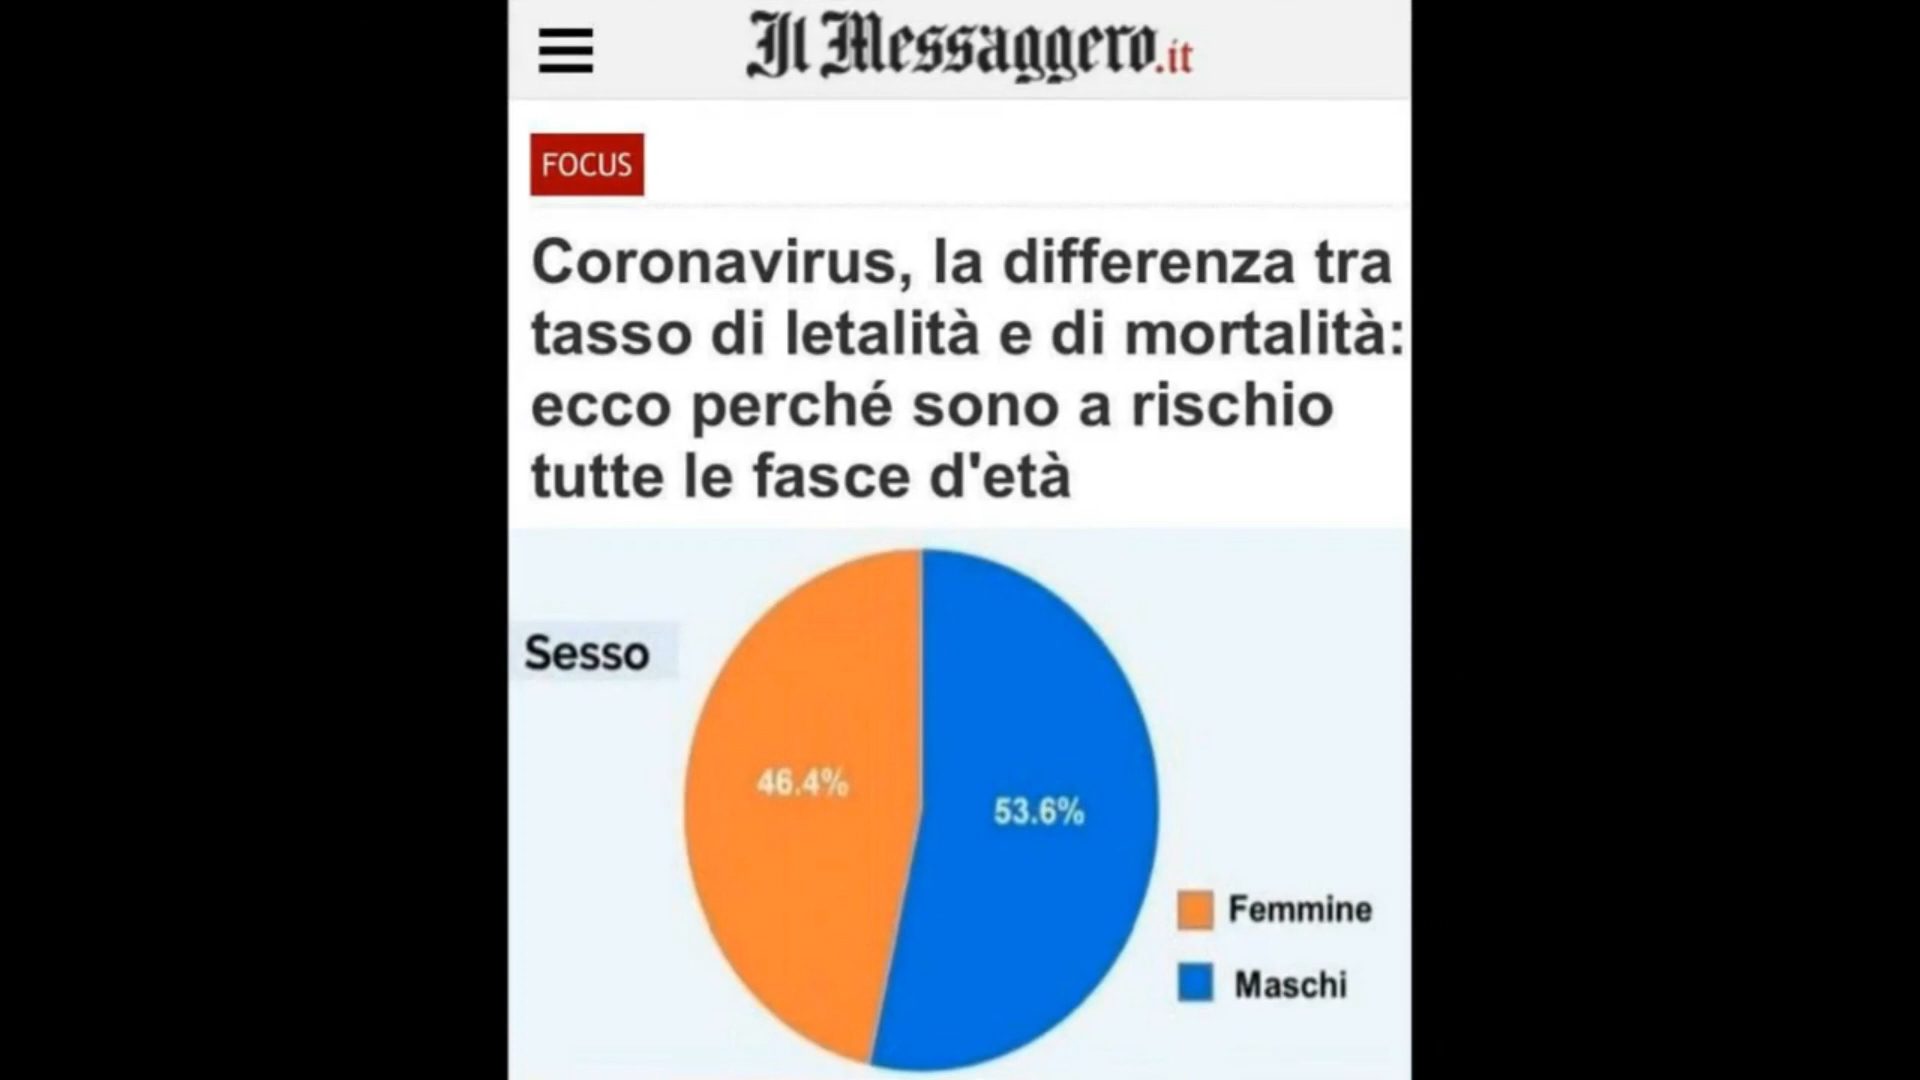 Il Messaggero.it
FOCUS
Coronavirus, la differenza tra
tasso di letalità e di mortalità:
ecco perché sono a rischio
tutte le fasce d'età
Sesso
46.4%
53.6%
Femmine
Maschi